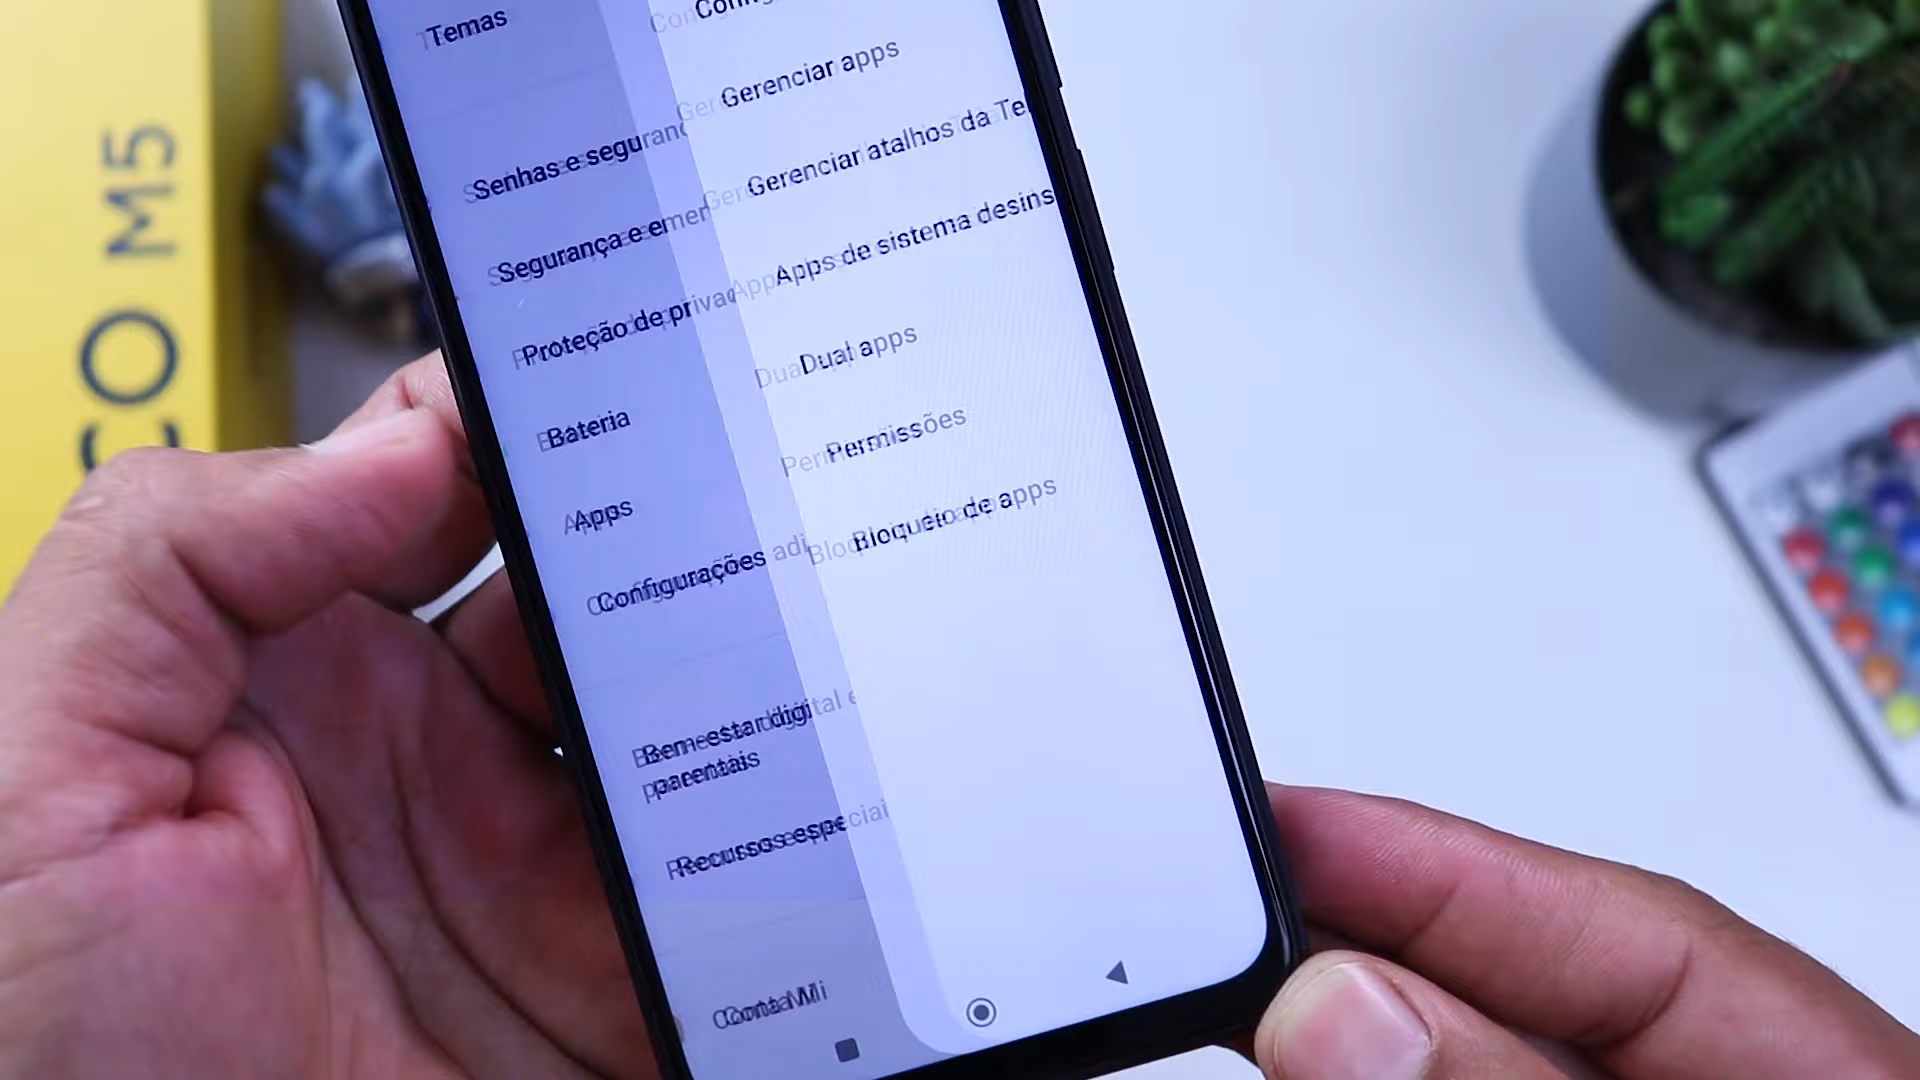 Temas
Senhas e seguranç
Segurança e emer
Proteção de privac
Bateria
Apps
Configurações adi
Bem-estar digital e
parentais
Recursos especiai
Conta Mi
Gerenciar apps
Gerenciar atalhos da Te
Apps de sistema desins
Dual apps
Permissões
Bloqueio de apps
CO M5